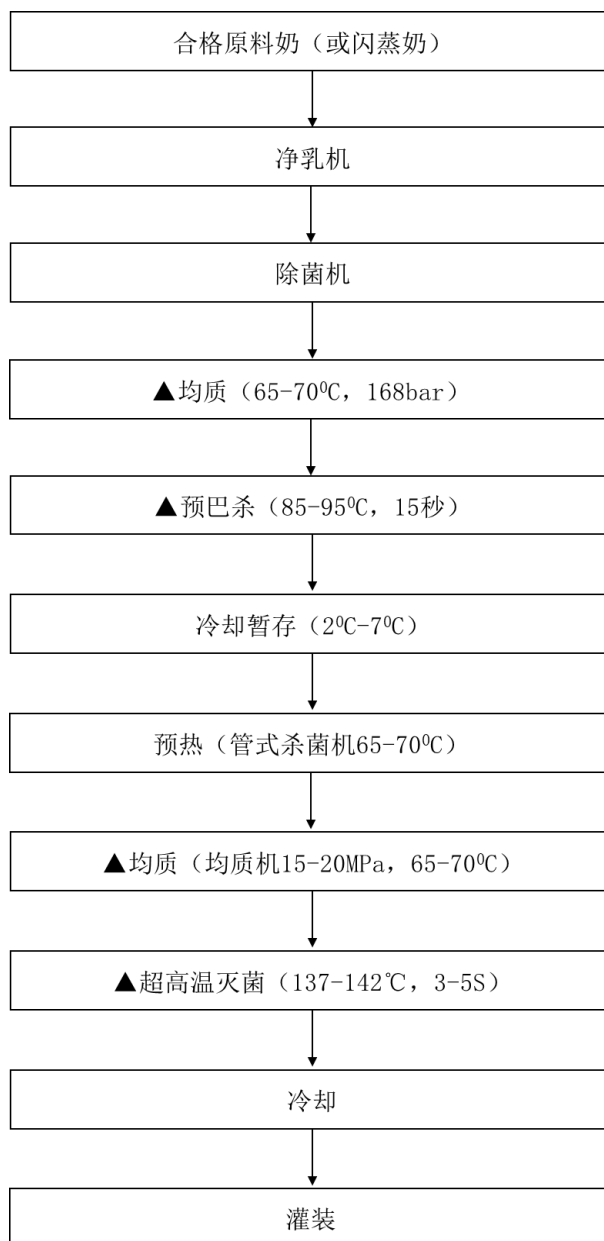 合格原料奶（或闪蒸奶）
净乳机
除菌机
▲均质（65-70⁰C，168bar）
▲预巴杀（85-95⁰C，15秒）
冷却暂存（2⁰C-7⁰C）
预热（管式杀菌机65-70⁰C）
▲均质（均质机15-20MPa，65-70⁰C）
▲超高温灭菌（137-142℃，3-5S）
冷却
灌装